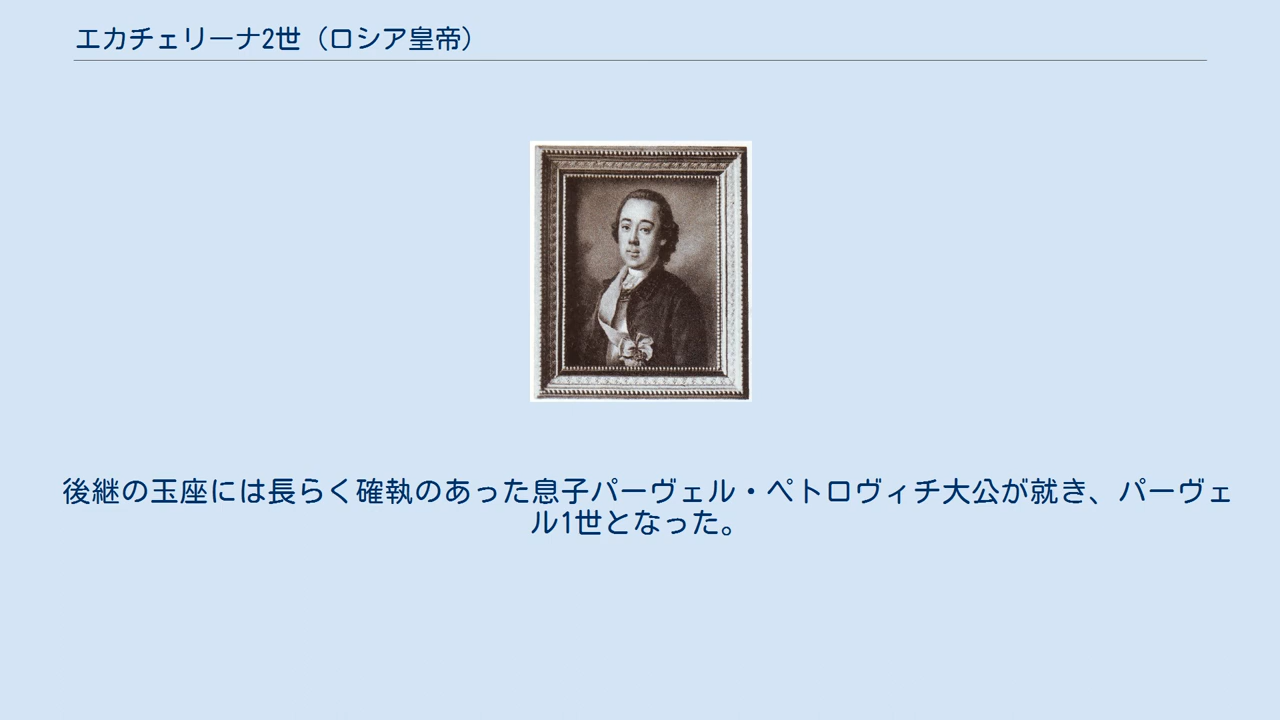 エカチェリーナ2世（ロシア皇帝）
後継の玉座には長らく確執のあった息子パーヴェル・ペトロヴィチ大公が就き、パーヴェ
ル1世となった。